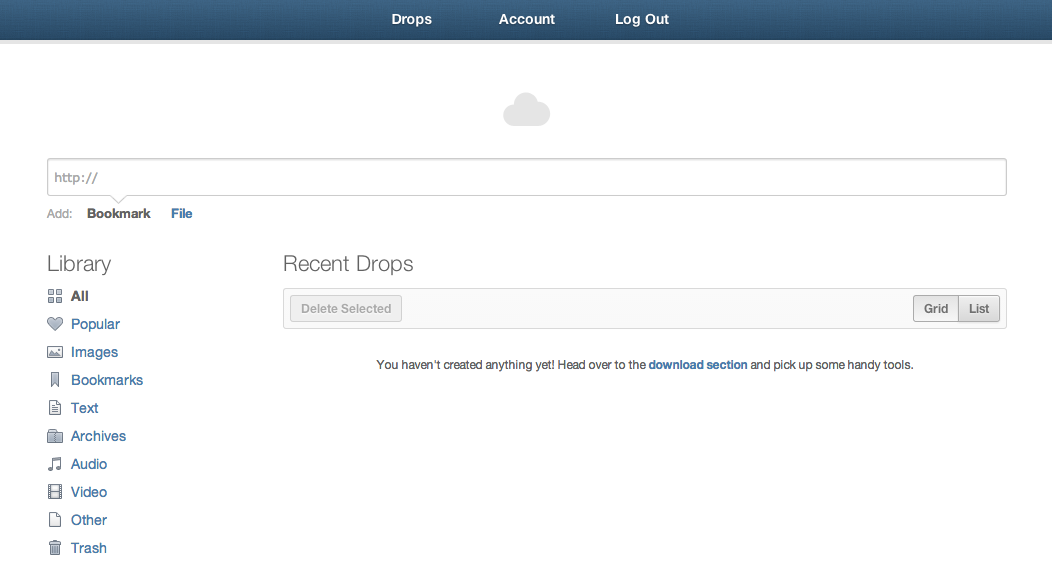 Drops Account Log Out
http://
Add: Bookmark File
Library
All
Popular
Images
Bookmarks
Text
Archives
Audio
Video
Other
Trash
Recent Drops
Delete Selected Grid List
You haven't created anything yet! Head over to the download section and pick up some handy tools.